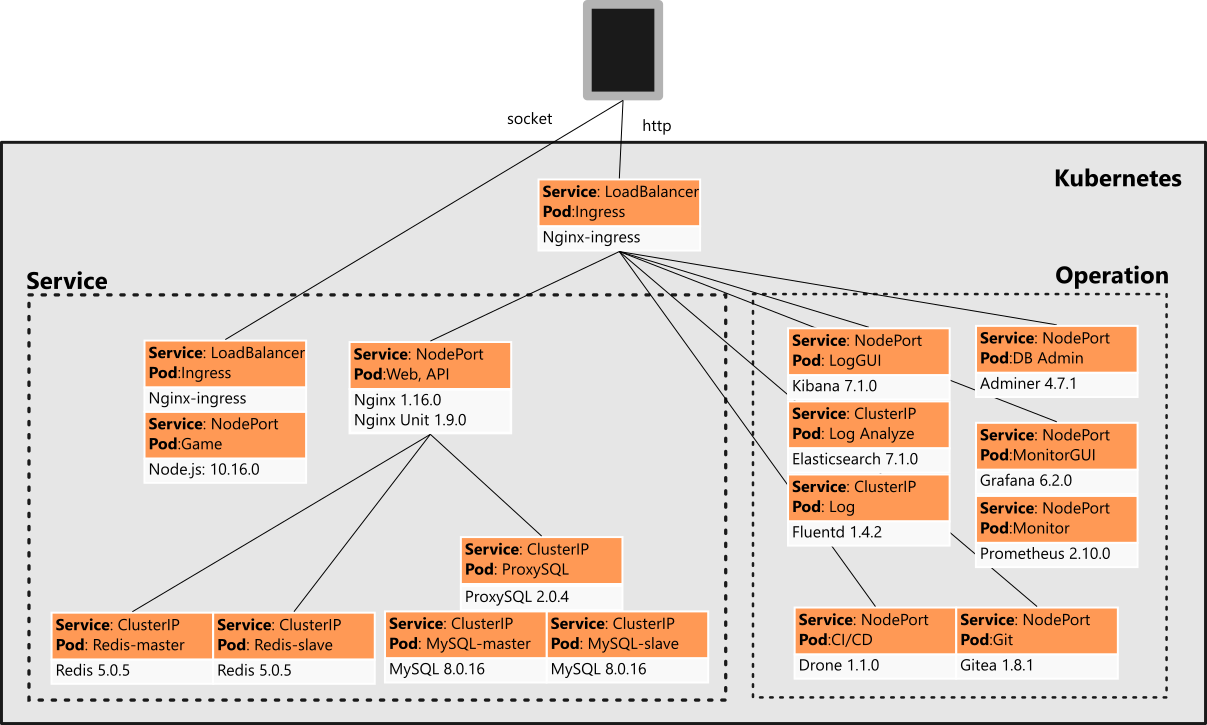 socket
http
Kubernetes
Service: LoadBalancer
Pod:Ingress
Nginx-ingress
Service
Operation
Service: LoadBalancer
Pod:Ingress
Nginx-ingress
Service: NodePort
Pod:Game
Node.js: 10.16.0
Service: NodePort
Pod:Web, API
Nginx 1.16.0
Nginx Unit 1.9.0
Service: ClusterIP
Pod: ProxySQL
ProxySQL 2.0.4
Service: ClusterIP
Pod: Redis-master
Redis 5.0.5
Service: ClusterIP
Pod: Redis-slave
Redis 5.0.5
Service: ClusterIP
Pod: MySQL-master
MySQL 8.0.16
Service: ClusterIP
Pod: MySQL-slave
MySQL 8.0.16
Service: NodePort
Pod: LogGUI
Kibana 7.1.0
Service: ClusterIP
Pod: Log Analyze
Elasticsearch 7.1.0
Service: ClusterIP
Pod: Log
Fluentd 1.4.2
Service: NodePort
Pod:DB Admin
Adminer 4.7.1
Service: NodePort
Pod:MonitorGUI
Grafana 6.2.0
Service: NodePort
Pod:Monitor
Prometheus 2.10.0
Service: NodePort
Pod:CI/CD
Drone 1.1.0
Service: NodePort
Pod:Git
Gitea 1.8.1